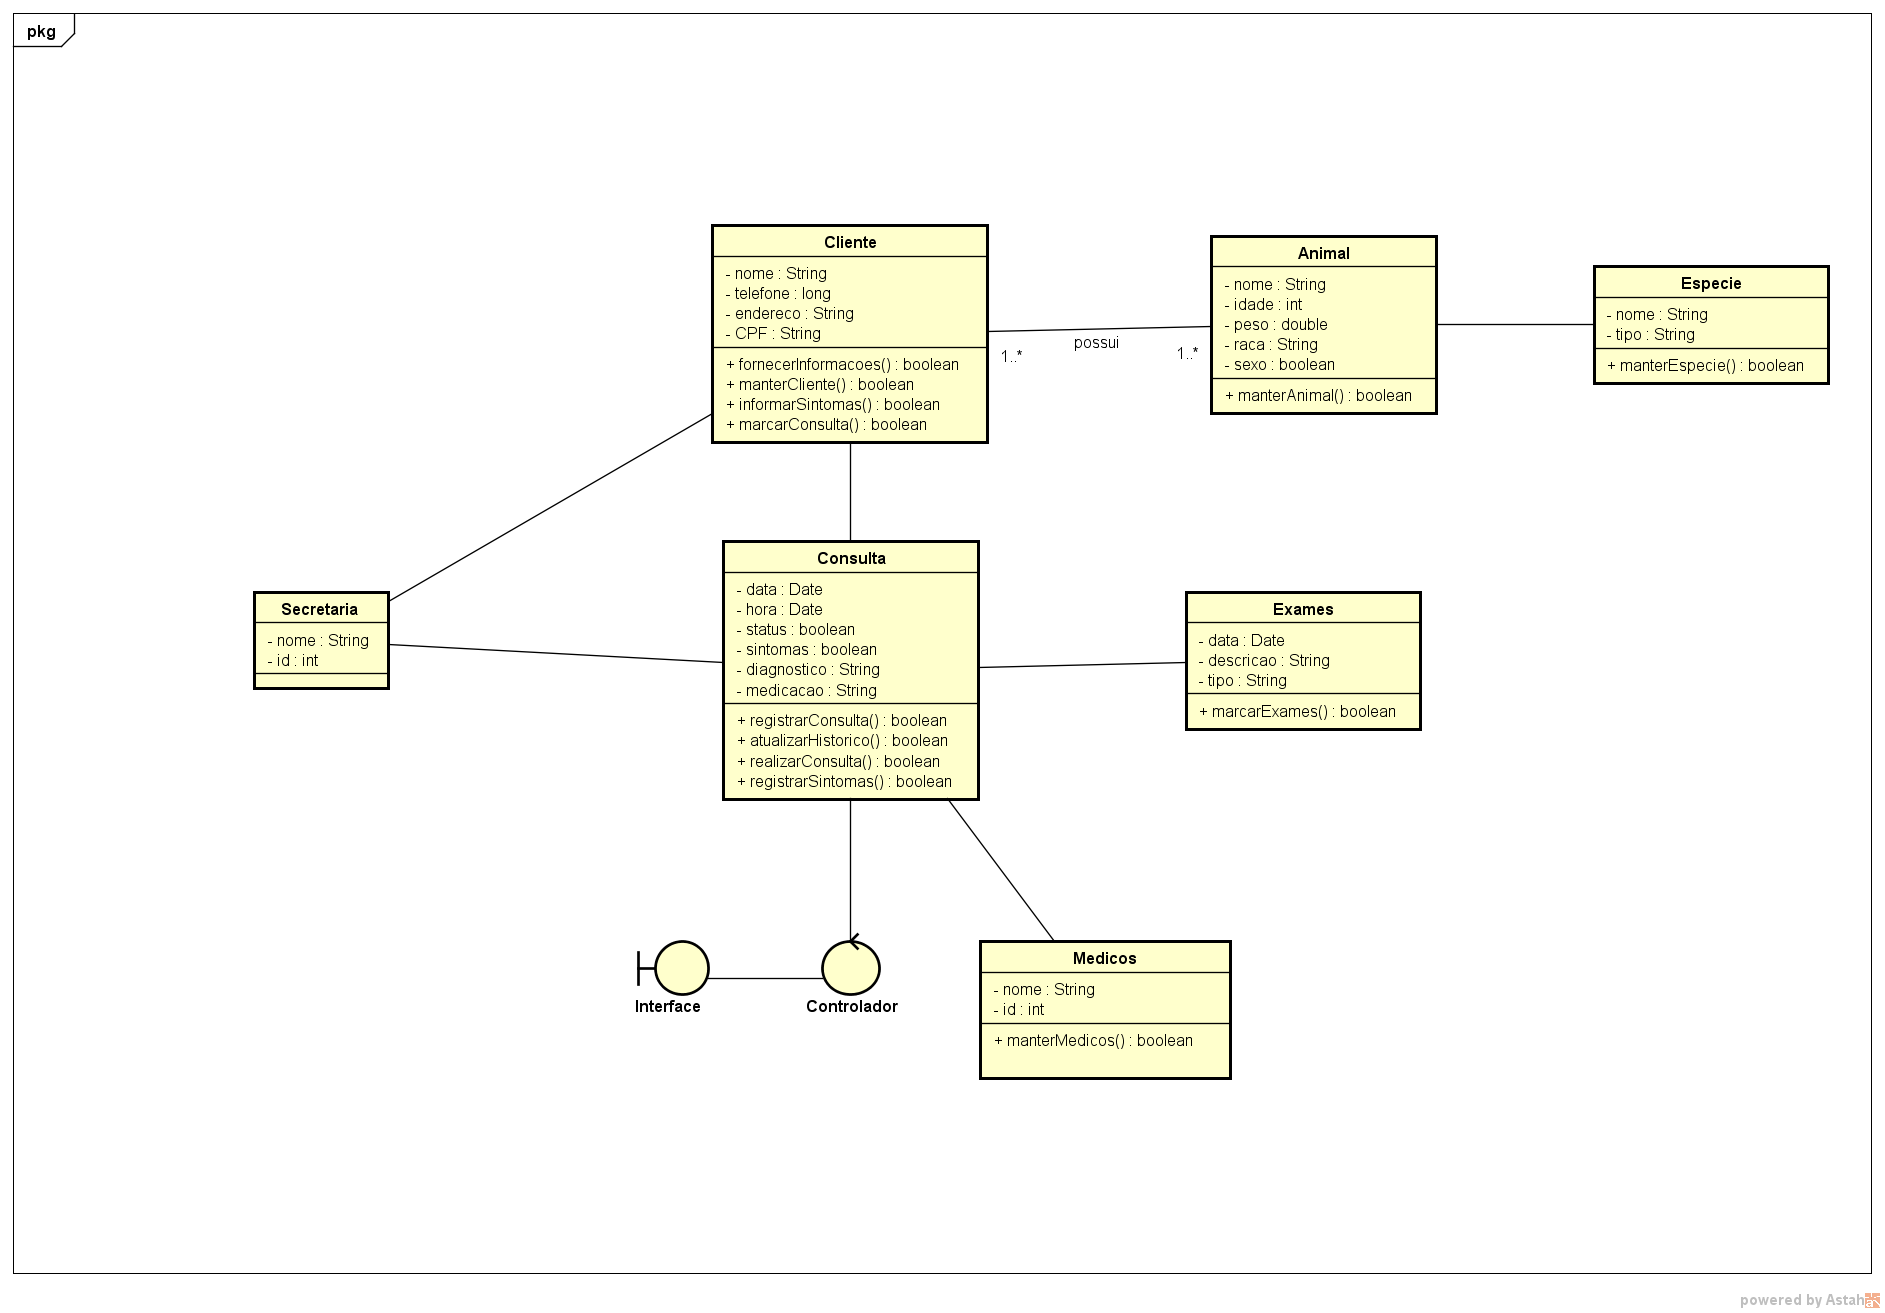 pkg
Cliente
- nome : String
- telefone : long
- endereco : String
- CPF : String
+ fornecerInformacoes() : boolean
+ manterCliente() : boolean
+ informarSintomas() : boolean
+ marcarConsulta() : boolean
1..*
possui
1..*
Animal
- nome : String
- idade : int
- peso : double
- raca : String
- sexo : boolean
+ manterAnimal() : boolean
Especie
- nome : String
- tipo : String
+ manterEspecie() : boolean
Secretaria
- nome : String
- id : int
Consulta
- data : Date
- hora : Date
- status : boolean
- sintomas : boolean
- diagnostico : String
- medicacao : String
+ registrarConsulta() : boolean
+ atualizarHistorico() : boolean
+ realizarConsulta() : boolean
+ registrarSintomas() : boolean
Exames
- data : Date
- descricao : String
- tipo : String
+ marcarExames() : boolean
Interface
Controlador
Medicos
- nome : String
- id : int
+ manterMedicos() : boolean
powered by Astah